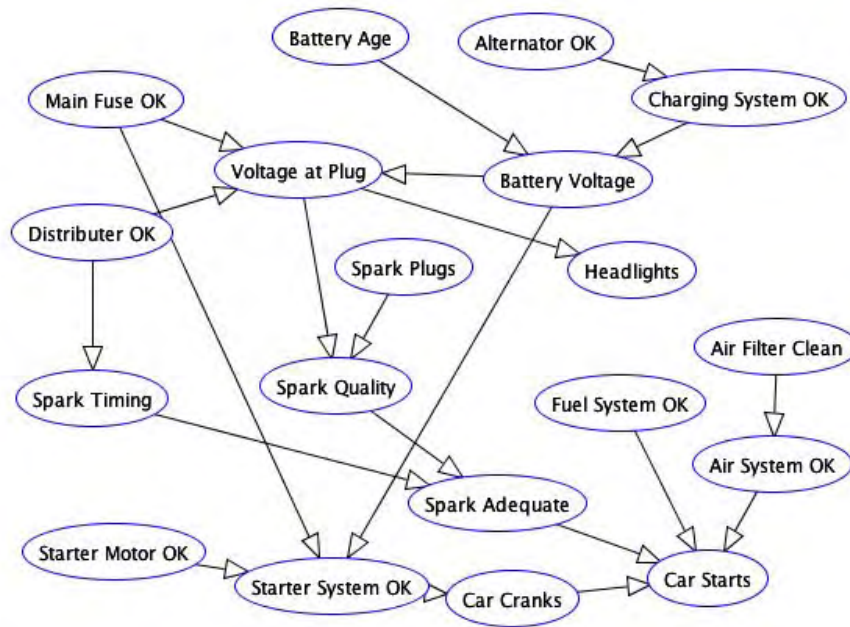 Battery Age
Alternator OK
Main Fuse OK
Charging System OK
Voltage at Plug
Battery Voltage
Distributer OK
Spark Plugs
Headlights
Air Filter Clean
Spark Timing
Spark Quality
Fuel System OK
Air System OK
Spark Adequate
Starter Motor OK
Starter System OK
Car Cranks
Car Starts